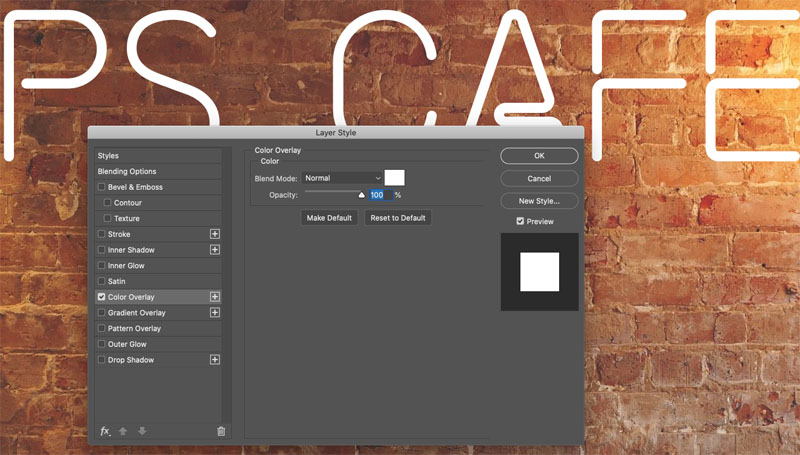 PS CAFE
Layer Style
Styles
Blending Options
Bevel & Emboss
Contour
Texture
Stroke
Inner Shadow
Inner Glow
Satin
Color Overlay
Gradient Overlay
Pattern Overlay
Outer Glow
Drop Shadow
fx
Color Overlay
Color
Blend Mode: Normal
Opacity: 100 %
Make Default Reset to Default
OK
Cancel
New Style...
Preview